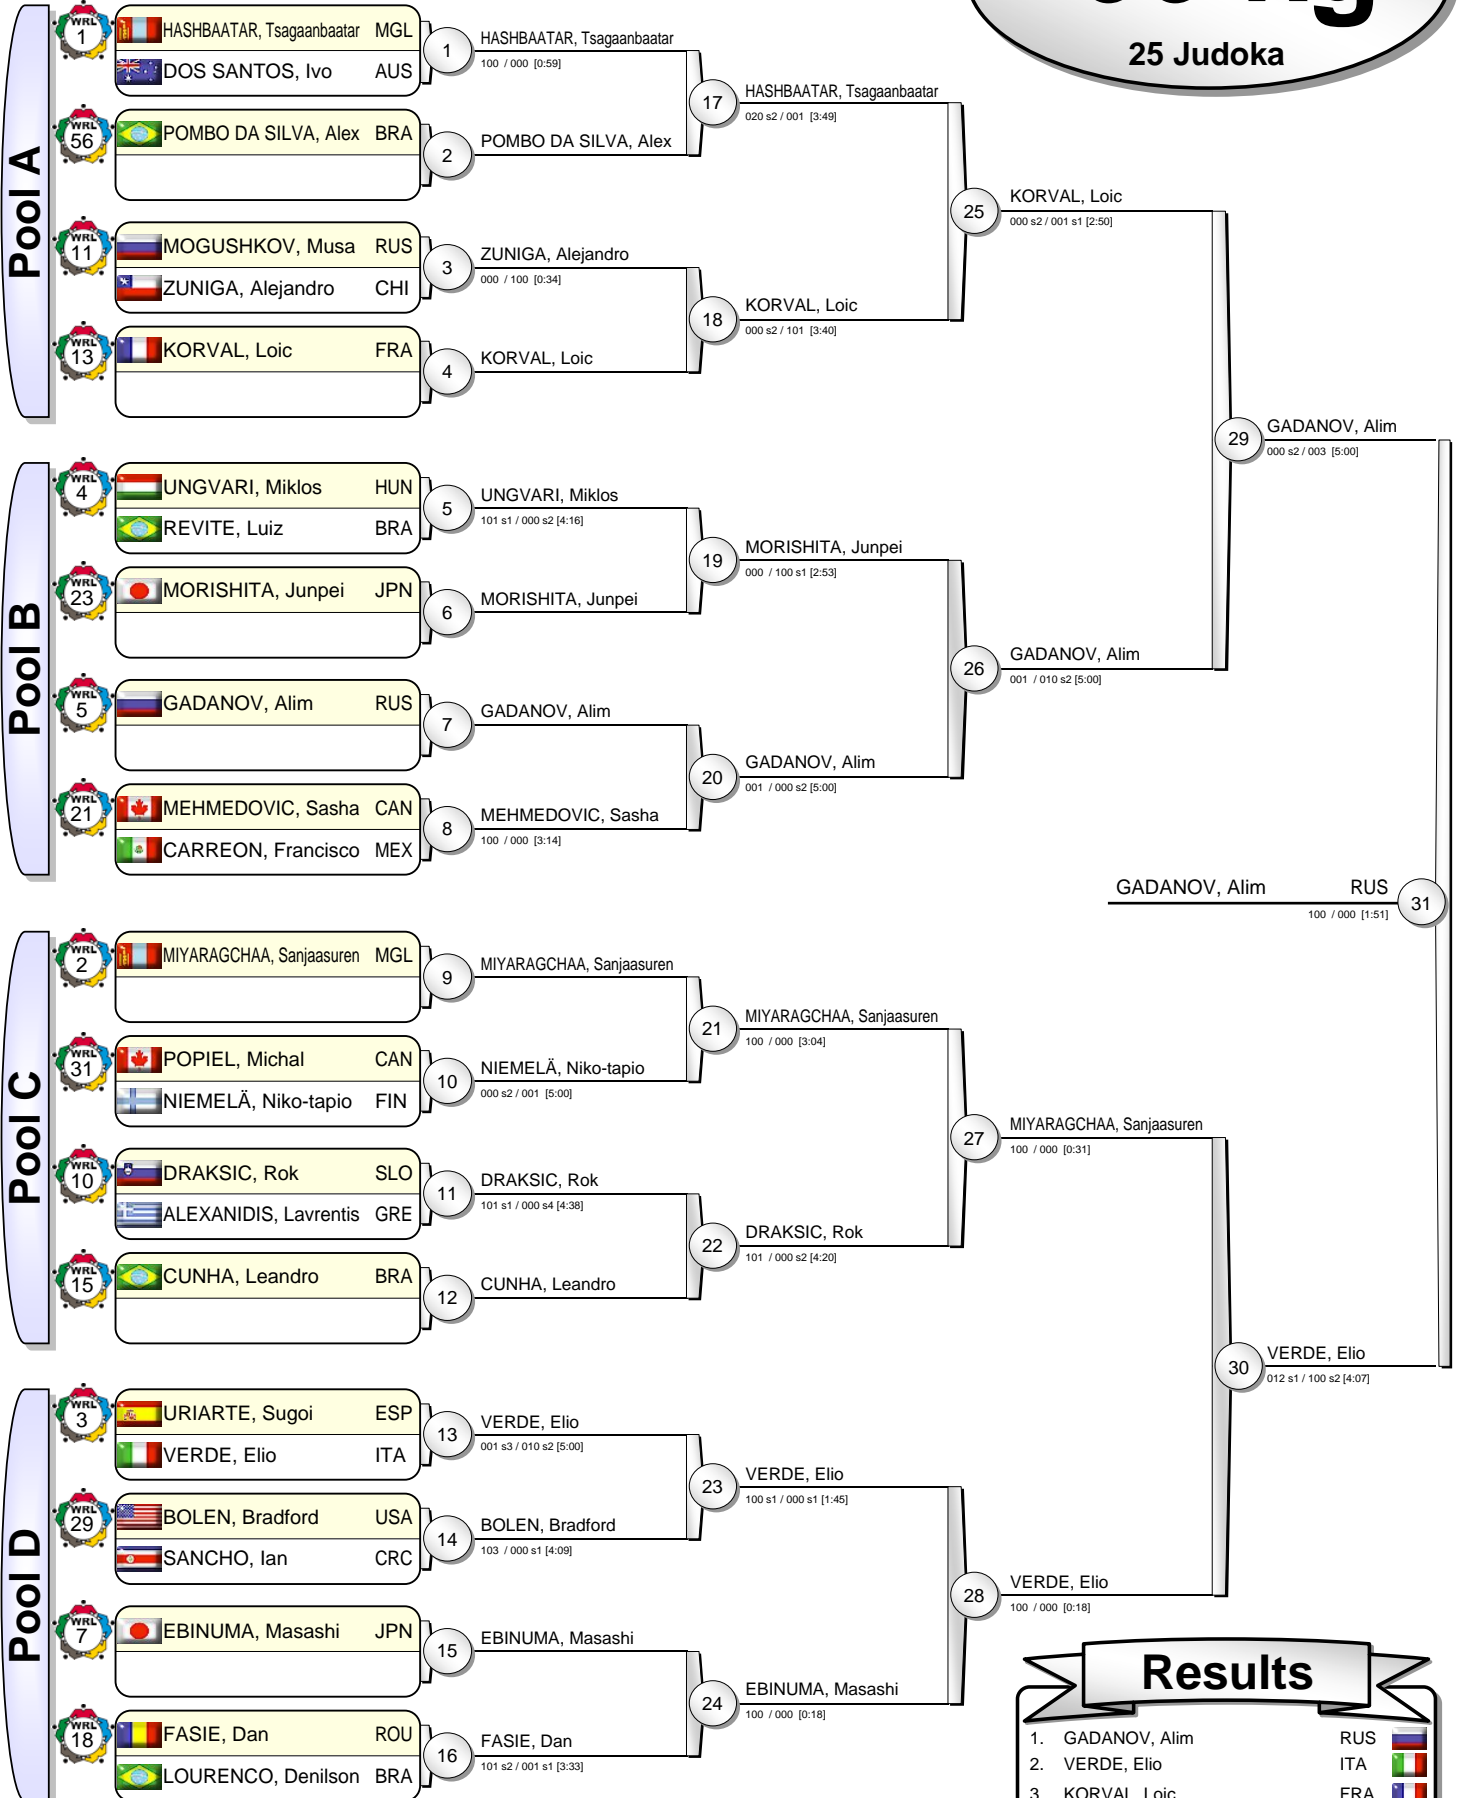 25 Judoka
Pool A
WRL 1
HASHBAATAR, Tsagaanbaatar MGL
DOS SANTOS, Ivo AUS
1
HASHBAATAR, Tsagaanbaatar
100 / 000 [0:59]
WRL 56
POMBO DA SILVA, Alex BRA
2
POMBO DA SILVA, Alex
17
HASHBAATAR, Tsagaanbaatar
020 s2 / 001 [3:49]
WRL 11
MOGUSHKOV, Musa RUS
ZUNIGA, Alejandro CHI
3
ZUNIGA, Alejandro
000 / 100 [0:34]
WRL 13
KORVAL, Loic FRA
4
KORVAL, Loic
18
KORVAL, Loic
000 s2 / 101 [3:40]
25
KORVAL, Loic
000 s2 / 001 s1 [2:50]
Pool B
WRL 4
UNGVARI, Miklos HUN
REVITE, Luiz BRA
5
UNGVARI, Miklos
101 s1 / 000 s2 [4:16]
WRL 23
MORISHITA, Junpei JPN
6
MORISHITA, Junpei
19
MORISHITA, Junpei
000 / 100 s1 [2:53]
WRL 5
GADANOV, Alim RUS
7
GADANOV, Alim
WRL 21
MEHMEDOVIC, Sasha CAN
CARREON, Francisco MEX
8
MEHMEDOVIC, Sasha
100 / 000 [3:14]
20
GADANOV, Alim
001 / 000 s2 [5:00]
26
GADANOV, Alim
001 / 010 s2 [5:00]
29
GADANOV, Alim
000 s2 / 003 [5:00]
GADANOV, Alim RUS
100 / 000 [1:51]
31
Pool C
WRL 2
MIYARAGCHAA, Sanjaasuren MGL
9
MIYARAGCHAA, Sanjaasuren
WRL 31
POPIEL, Michal CAN
NIEMELÄ, Niko-tapio FIN
10
NIEMELÄ, Niko-tapio
000 s2 / 001 [5:00]
21
MIYARAGCHAA, Sanjaasuren
100 / 000 [3:04]
WRL 10
DRAKSIC, Rok SLO
ALEXANIDIS, Lavrentis GRE
11
DRAKSIC, Rok
101 s1 / 000 s4 [4:38]
WRL 15
CUNHA, Leandro BRA
12
CUNHA, Leandro
22
DRAKSIC, Rok
101 / 000 s2 [4:20]
27
MIYARAGCHAA, Sanjaasuren
100 / 000 [0:31]
Pool D
WRL 3
URIARTE, Sugoi ESP
VERDE, Elio ITA
13
VERDE, Elio
001 s3 / 010 s2 [5:00]
WRL 29
BOLEN, Bradford USA
SANCHO, Ian CRC
14
BOLEN, Bradford
103 / 000 s1 [4:09]
23
VERDE, Elio
100 s1 / 000 s1 [1:45]
WRL 7
EBINUMA, Masashi JPN
15
EBINUMA, Masashi
WRL 18
FASIE, Dan ROU
LOURENCO, Denilson BRA
16
FASIE, Dan
101 s2 / 001 s1 [3:33]
24
EBINUMA, Masashi
100 / 000 [0:18]
28
VERDE, Elio
100 / 000 [0:18]
30
VERDE, Elio
012 s1 / 100 s2 [4:07]
Results
1. GADANOV, Alim RUS
2. VERDE, Elio ITA
3. KORVAL, Loic FRA